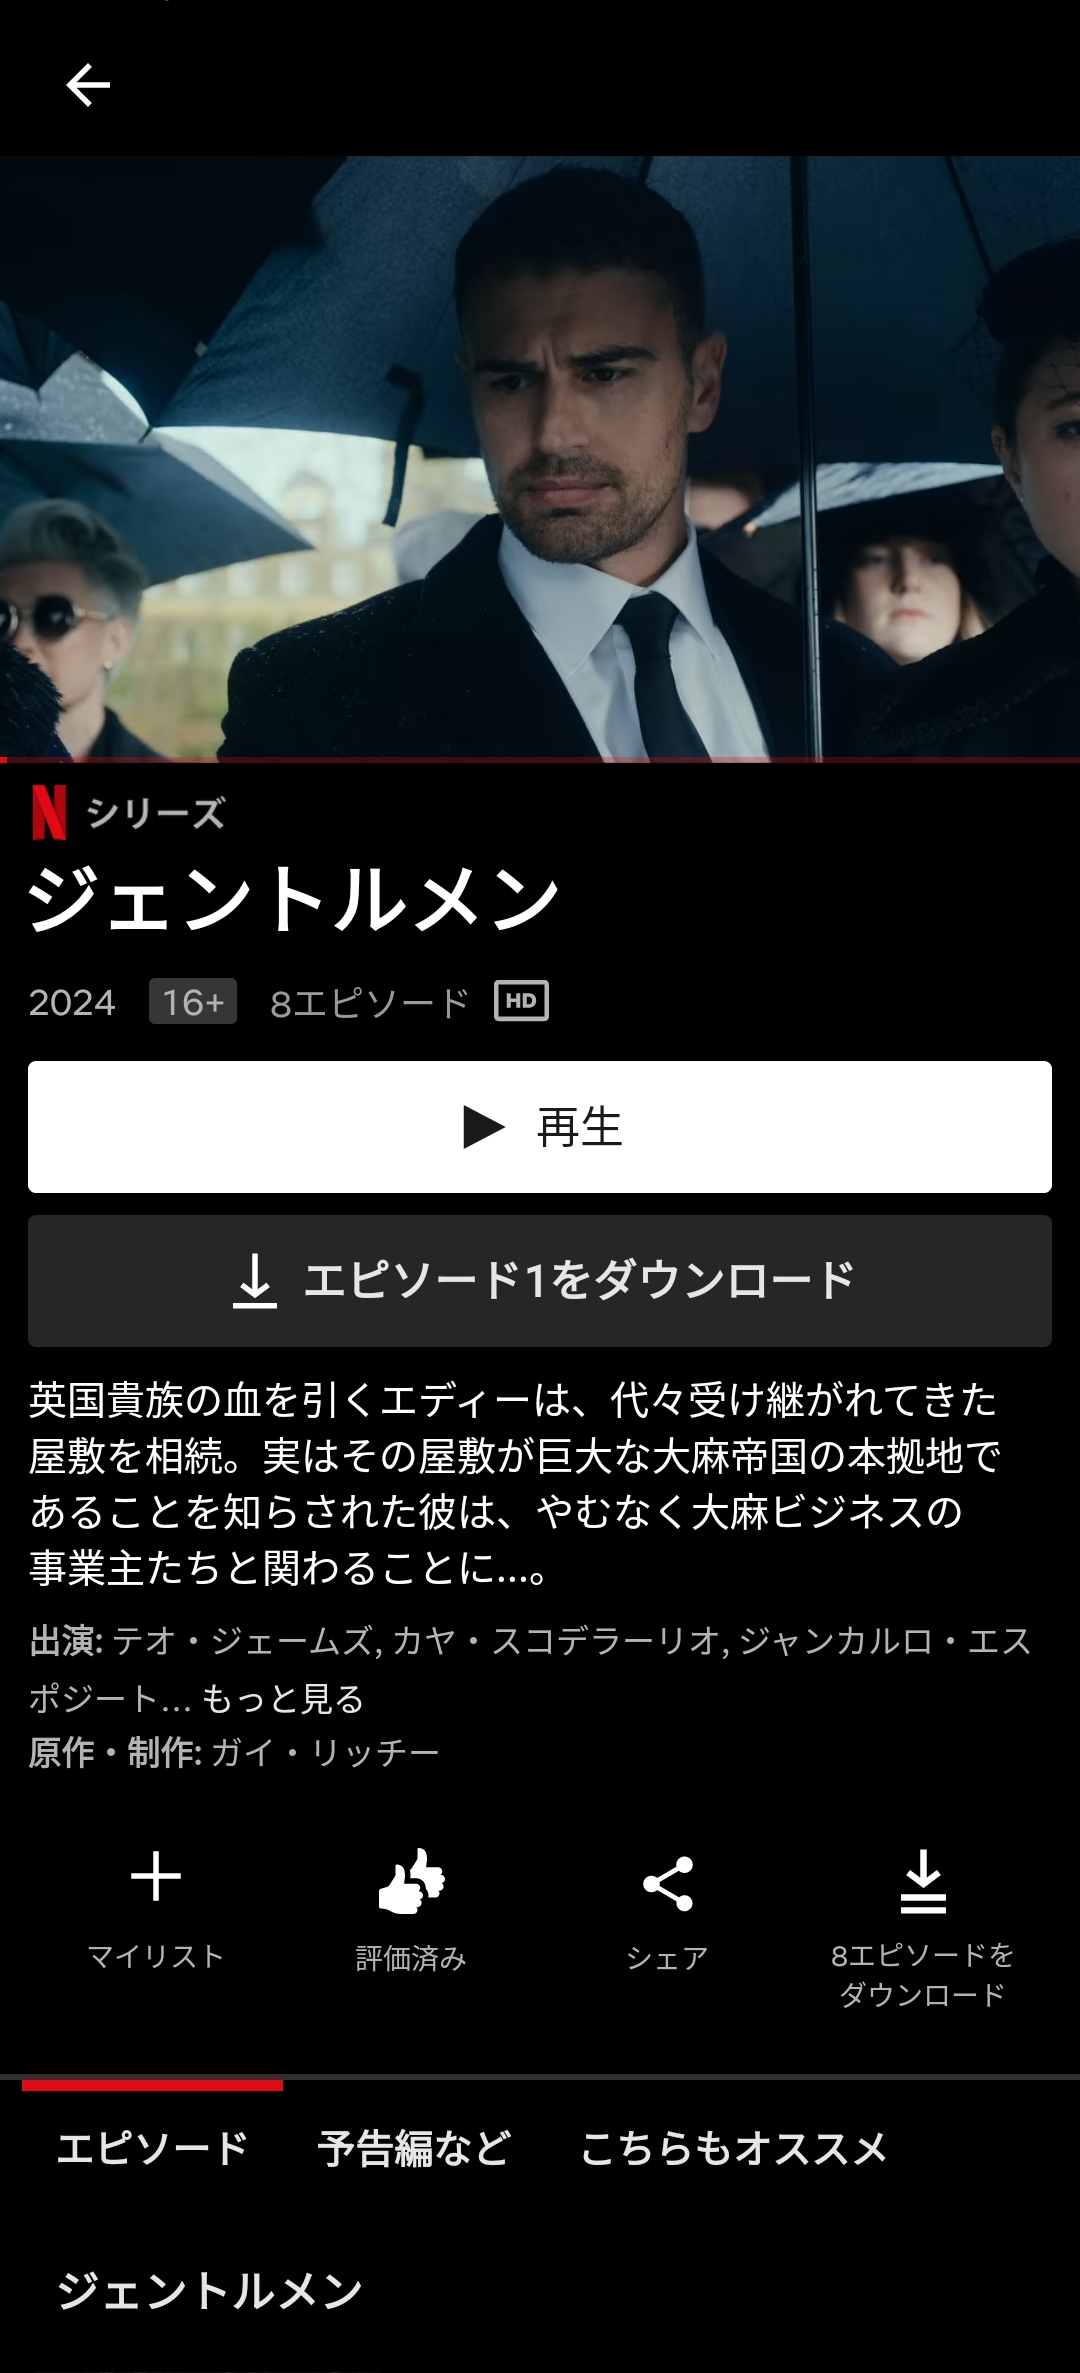 N シリーズ
ジェントルメン
2024 16+ 8エピソード HD
再生
エピソード1をダウンロード
英国貴族の血を引くエディーは、代々受け継がれてきた
屋敷を相続。実はその屋敷が巨大な大麻帝国の本拠地で
あることを知らされた彼は、やむなく大麻ビジネスの
事業主たちと関わることに…。
出演: テオ・ジェームズ, カヤ・スコデラーリオ, ジャンカルロ・エス
ポジート... もっと見る
原作・制作: ガイ・リッチー
マイリスト 評価済み シェア 8エピソードを
ダウンロード
エピソード 予告編など こちらもオススメ
ジェントルメン